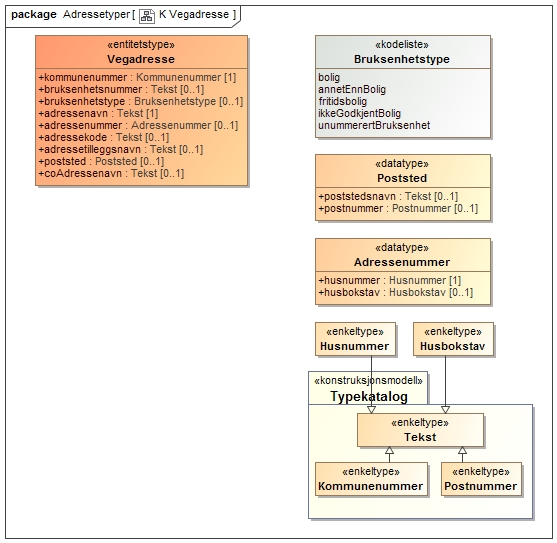 package Adressetyper [ K Vegadresse ]
«entitetstype»
Vegadresse
+kommunenummer : Kommunenummer [1]
+bruksenhetsnummer : Tekst [0..1]
+bruksenhetstype : Bruksenhetstype [0..1]
+adressenavn : Tekst [1]
+adressenummer : Adressenummer [0..1]
+adressekode : Tekst [0..1]
+adressetilleggsnavn : Tekst [0..1]
+poststed : Poststed [0..1]
+coAdressenavn : Tekst [0..1]
«kodeliste»
Bruksenhetstype
bolig
annetEnnBolig
fritidsbolig
ikkeGodkjentBolig
unummerertBruksenhet
«datatype»
Poststed
+poststedsnavn : Tekst [0..1]
+postnummer : Postnummer [0..1]
«datatype»
Adressenummer
+husnummer : Husnummer [1]
+husbokstav : Husbokstav [0..1]
«enkeltype»
Husnummer
«enkeltype»
Husbokstav
«konstruksjonsmodell»
Typekatalog
«enkeltype»
Tekst
«enkeltype»
Kommunenummer
«enkeltype»
Postnummer